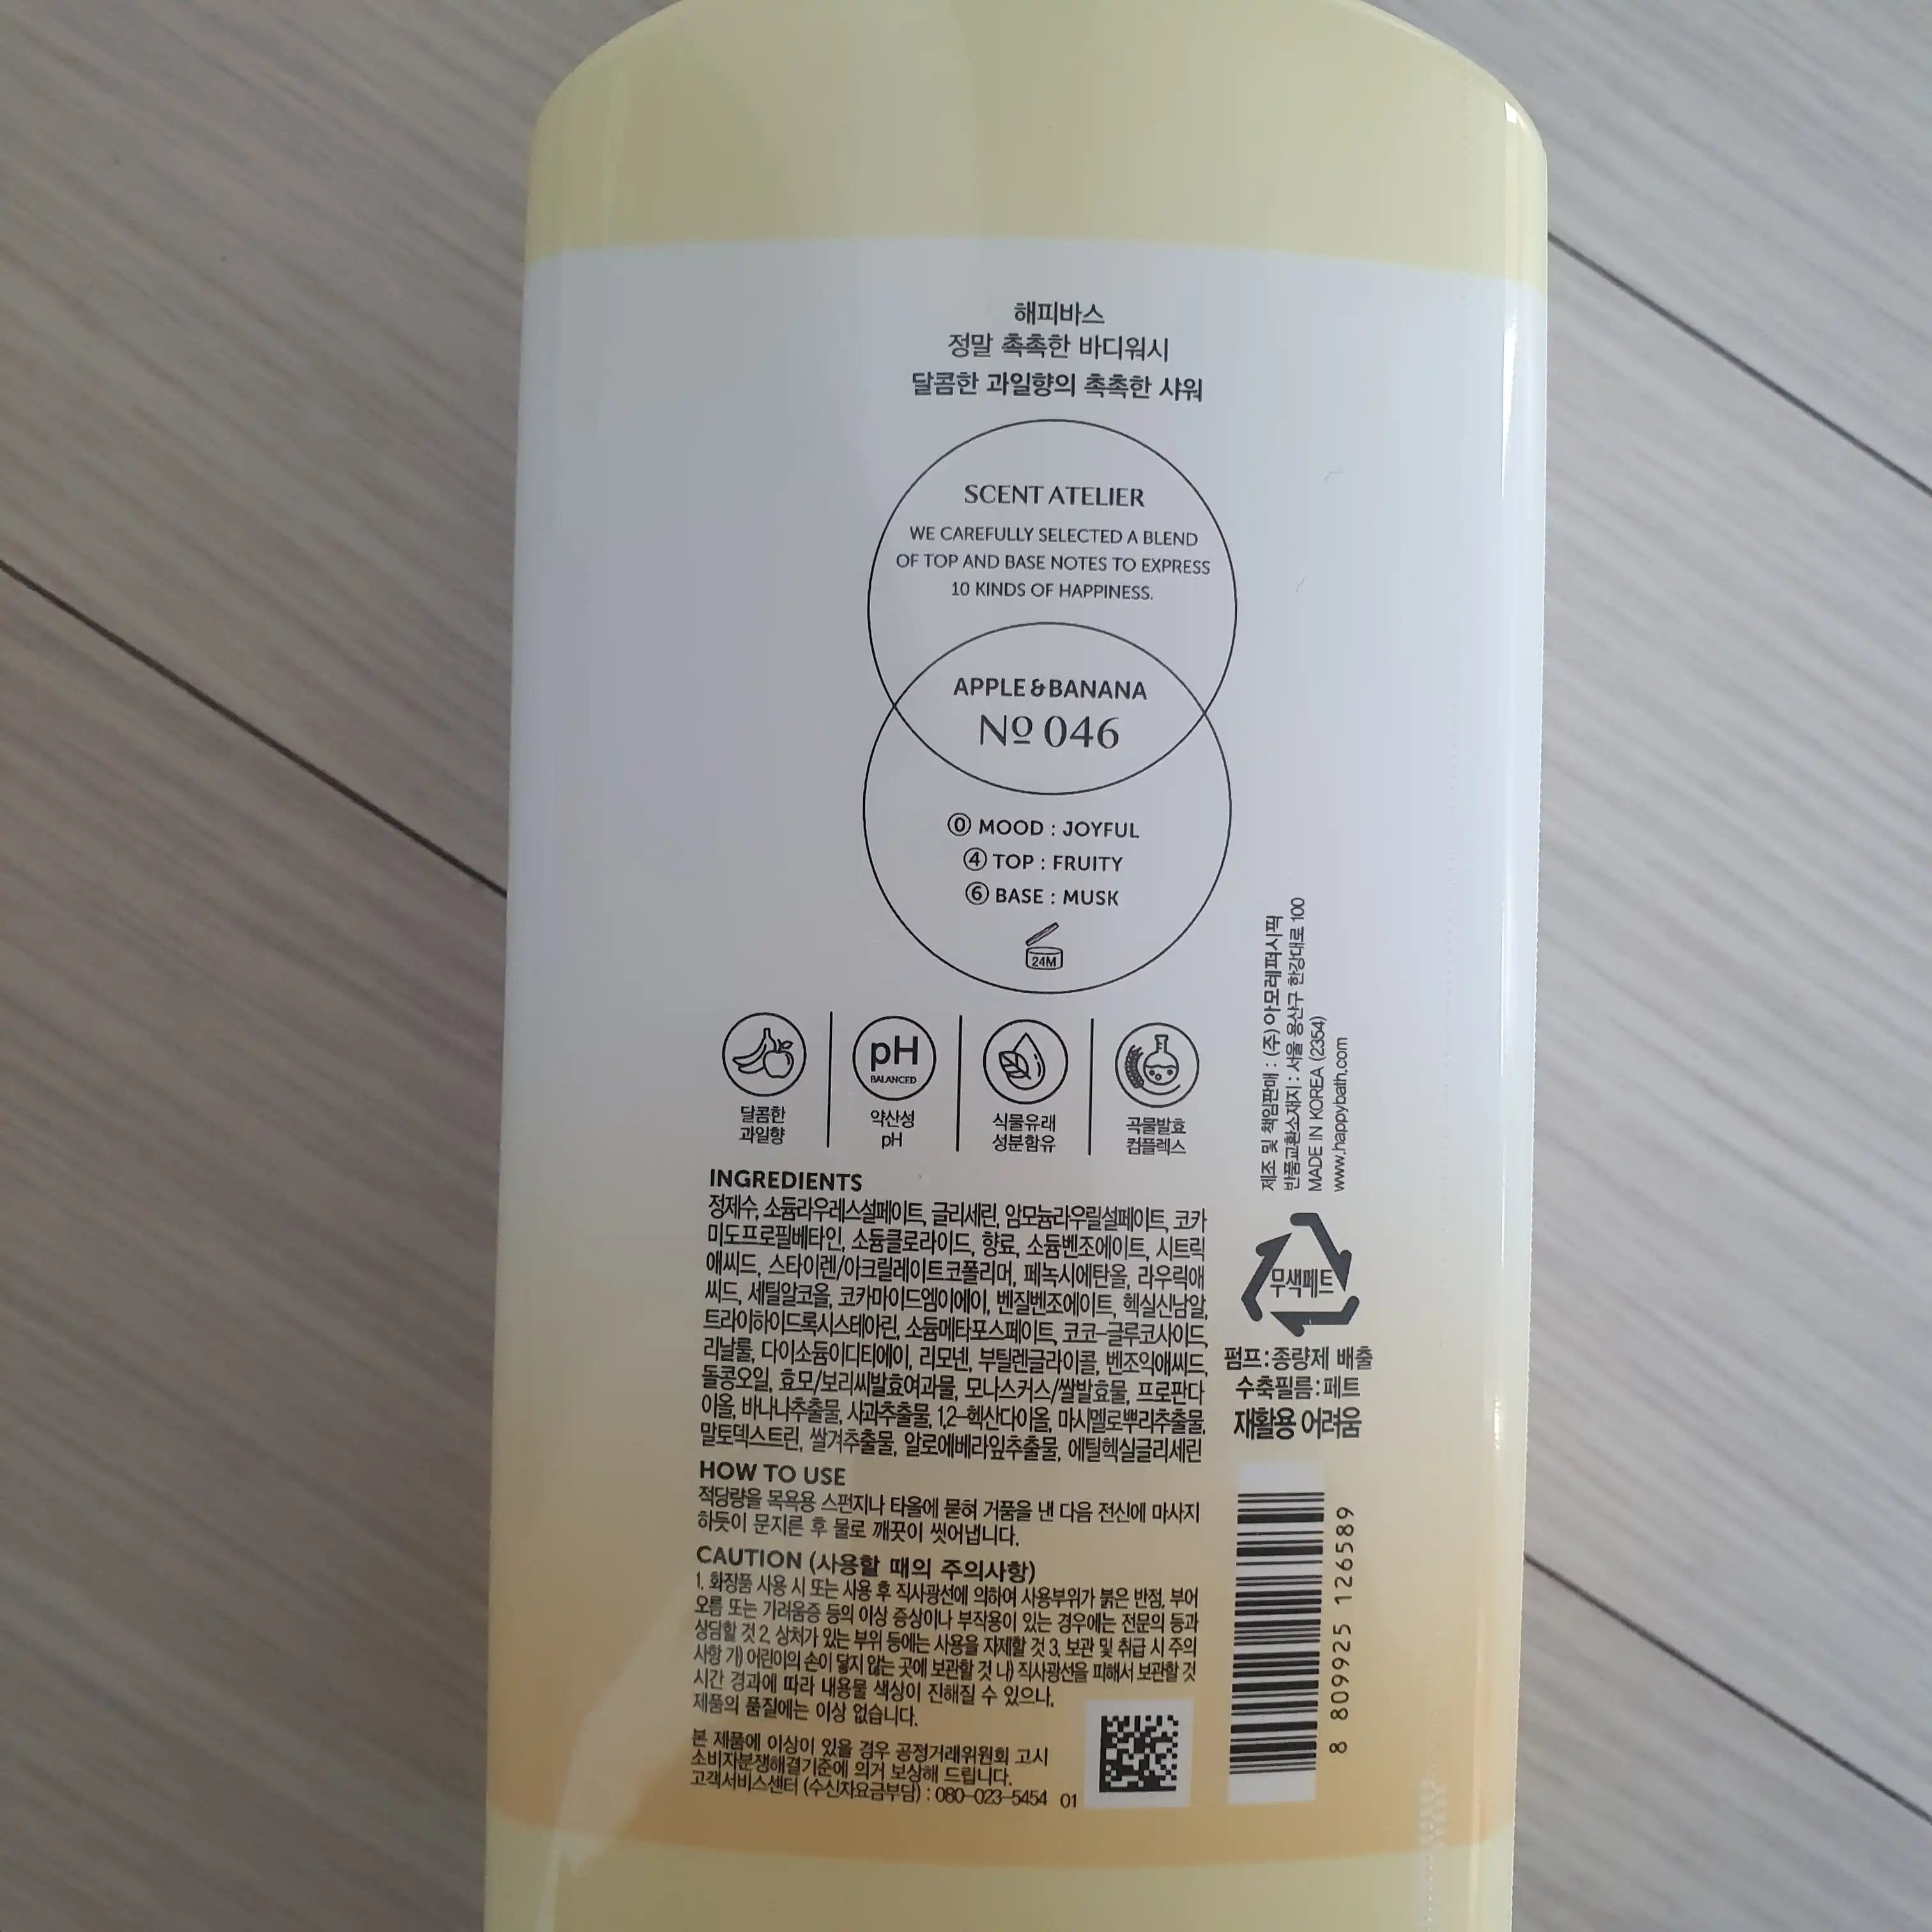 해피바스
정말 촉촉한 바디워시
달콤한 과일향의 촉촉한 샤워
SCENT ATELIER
WE CAREFULLY SELECTED A BLEND
OF TOP AND BASE NOTES TO EXPRESS
10 KINDS OF HAPPINESS.
APPLE&BANANA
№ 046
⓪ MOOD : JOYFUL
④ TOP : FRUITY
⑥ BASE : MUSK
24M
달콤한
과일향
pH
BALANCED
약산성
pH
식물유래
성분함유
곡물발효
컴플렉스
INGREDIENTS
정제수, 소듐라우레스설페이트, 글리세린, 암모늄라우릴설페이트, 코카
미도프로필베타인, 소듐클로라이드, 향료, 소듐벤조에이트, 시트릭
애씨드, 스타이렌/아크릴레이트코폴리머, 페녹시에탄올, 라우릭애
씨드, 세틸알코올, 코카마이드엠이에이, 벤질벤조에이트, 헥실신남알,
트라이하이드록시스테아린, 소듐메타포스페이트, 코코-글루코사이드,
리날룰, 다이소듐이디티에이, 리모넨, 부틸렌글라이콜, 벤조익애씨드,
돌콩오일, 효모/보리씨발효여과물, 모나스커스/쌀발효물, 프로판다
이올, 바나나추출물, 사과추출물, 1,2-헥산다이올, 마시멜로뿌리추출물,
말토덱스트린, 쌀겨추출물, 알로에베라잎추출물, 에틸헥실글리세린
HOW TO USE
적당량을 목욕용 스펀지나 타올에 묻혀 거품을 낸 다음 전신에 마사지
하듯이 문지른 후 물로 깨끗이 씻어냅니다.
CAUTION (사용할 때의 주의사항)
1. 화장품 사용 시 또는 사용 후 직사광선에 의하여 사용부위가 붉은 반점, 부어
오름 또는 가려움증 등의 이상 증상이나 부작용이 있는 경우에는 전문의 등과
상담할 것 2. 상처가 있는 부위 등에는 사용을 자제할 것 3. 보관 및 취급 시 주의
사항 가) 어린이의 손이 닿지 않는 곳에 보관할 것 나) 직사광선을 피해서 보관할 것
시간 경과에 따라 내용물 색상이 진해질 수 있으나,
제품의 품질에는 이상 없습니다.
본 제품에 이상이 있을 경우 공정거래위원회 고시
소비자분쟁해결기준에 의거 보상해 드립니다.
고객서비스센터 (수신자요금부담) : 080-023-5454 01
제조 및 책임판매 : (주)아모레퍼시픽
반품교환소재지 : 서울 용산구 한강대로 100
MADE IN KOREA (2354)
www.happybath.com
무색페트
펌프:종량제 배출
수축필름:페트
재활용 어려움
8 809925 126589